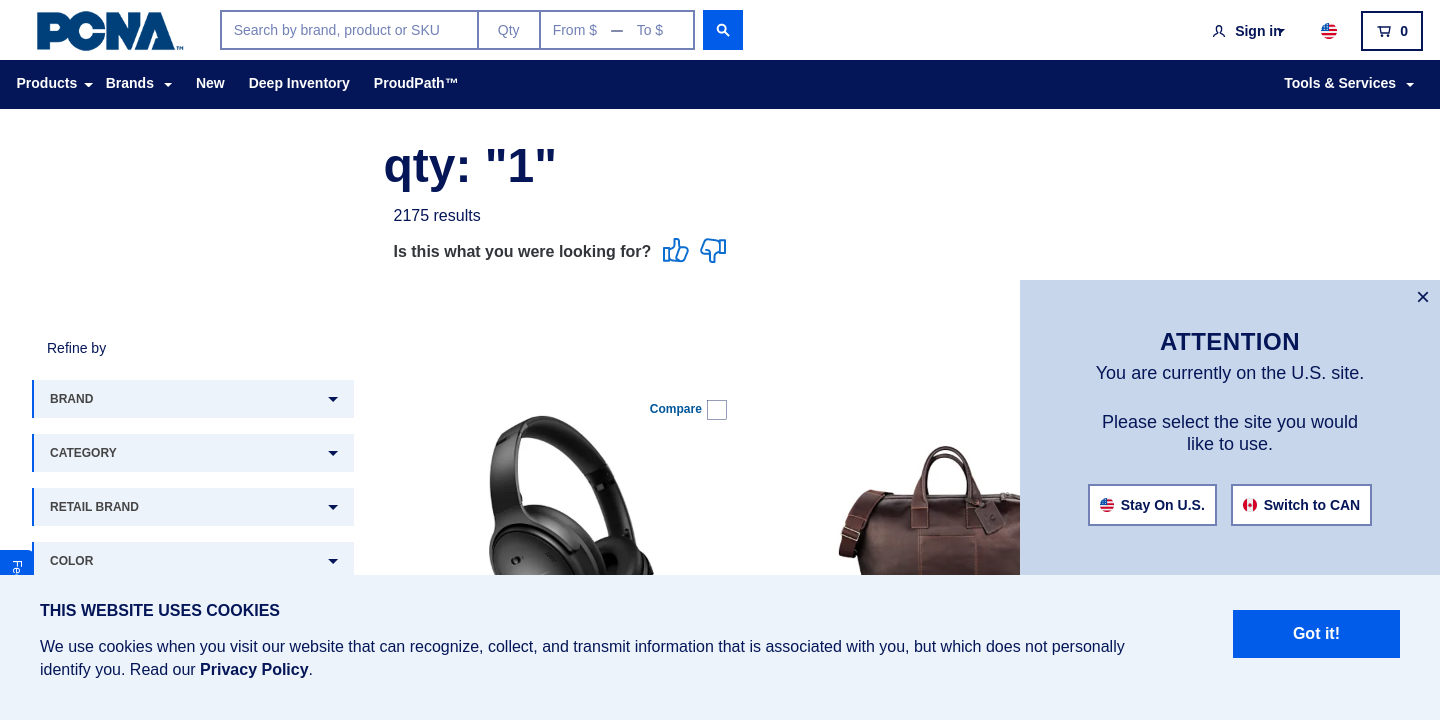 PCNA™
Search by brand, product or SKU Qty From $ — To $
Sign in 0
Products Brands New Deep Inventory ProudPath™ Tools & Services
qty: "1"
2175 results
Is this what you were looking for?
×
ATTENTION
You are currently on the U.S. site.
Please select the site you would
like to use.
Stay On U.S. Switch to CAN
Refine by
BRAND
CATEGORY
RETAIL BRAND
COLOR
Compare
THIS WEBSITE USES COOKIES
We use cookies when you visit our website that can recognize, collect, and transmit information that is associated with you, but which does not personally
identify you. Read our Privacy Policy.
Got it!